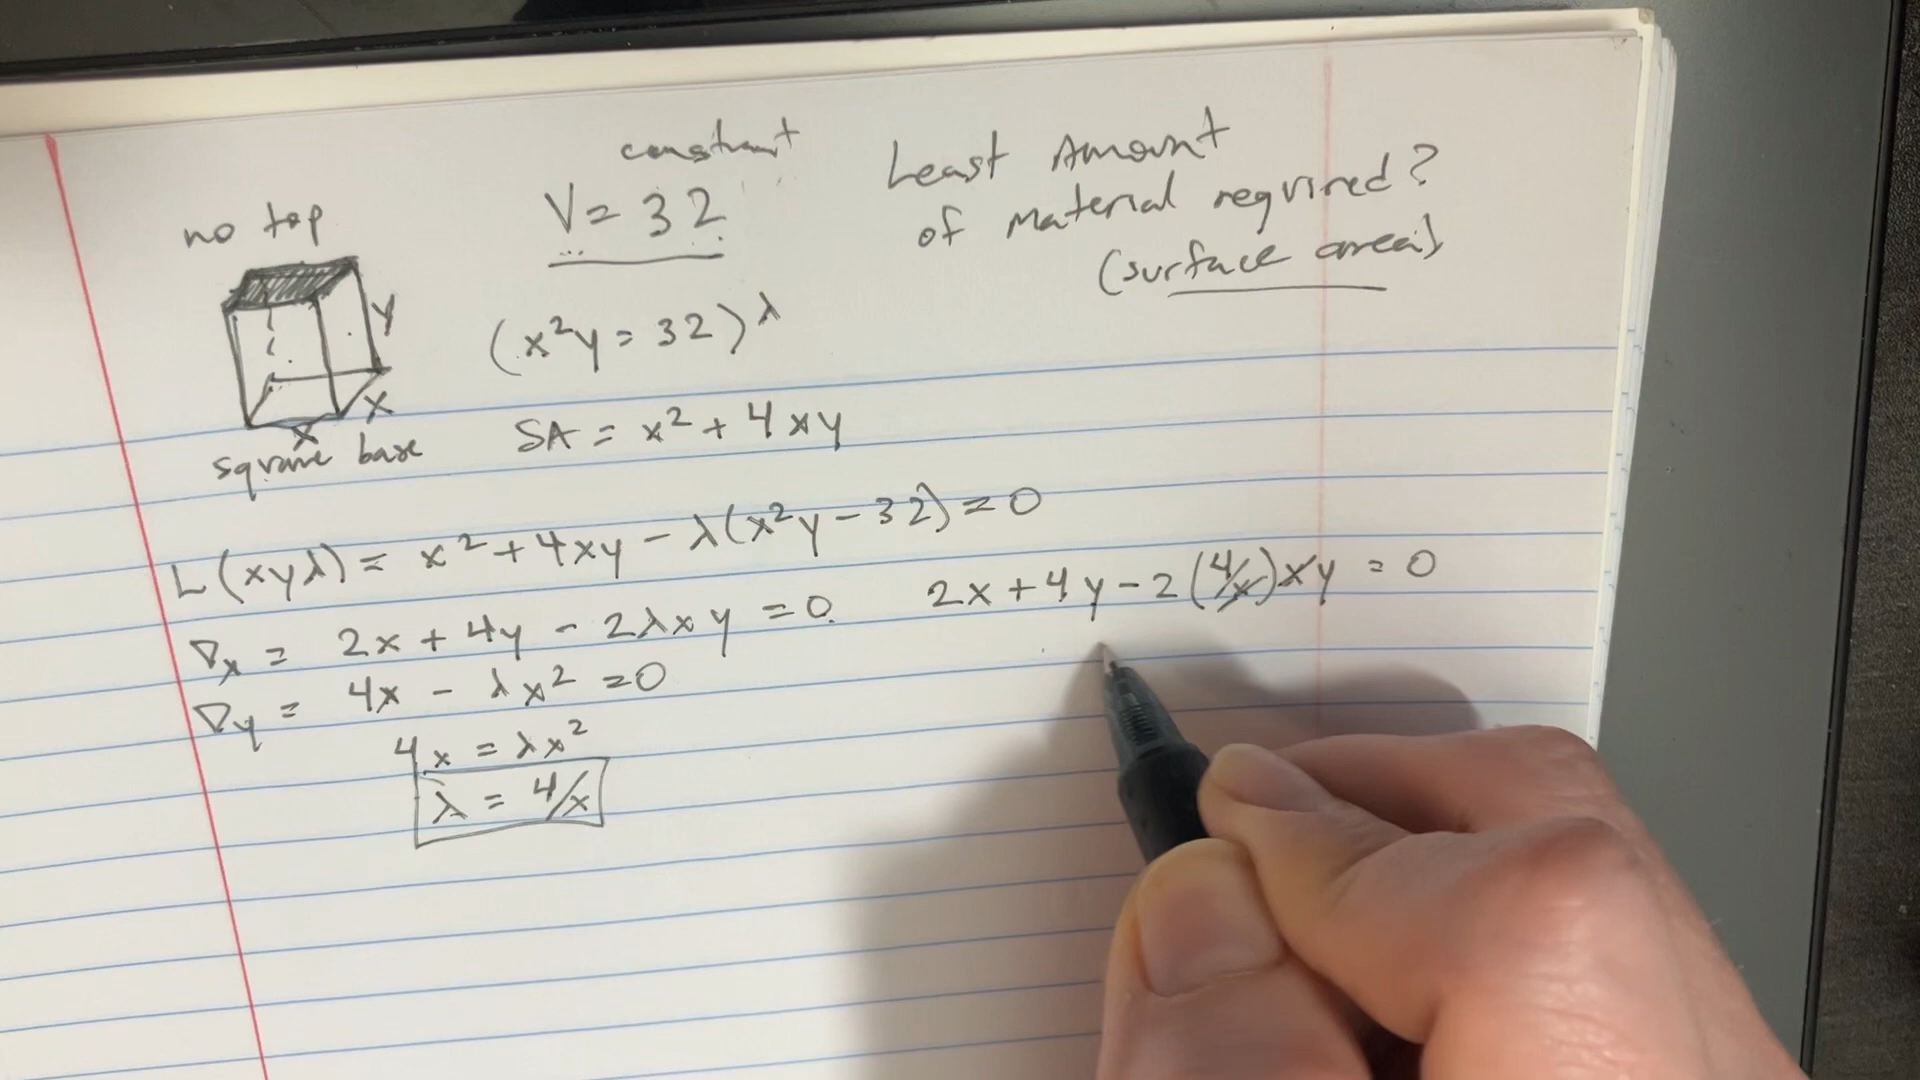 constraint
V = 32
Least Amount
of material required?
(surface area)
no top
y
x
x
square base
(x²y = 32)λ
SA = x² + 4xy
L(xyλ) = x² + 4xy - λ(x²y - 32) = 0
∇x = 2x + 4y - 2λxy = 0
2x + 4y - 2(4/x)xy = 0
∇y = 4x - λx² = 0
4x = λx²
λ = 4/x